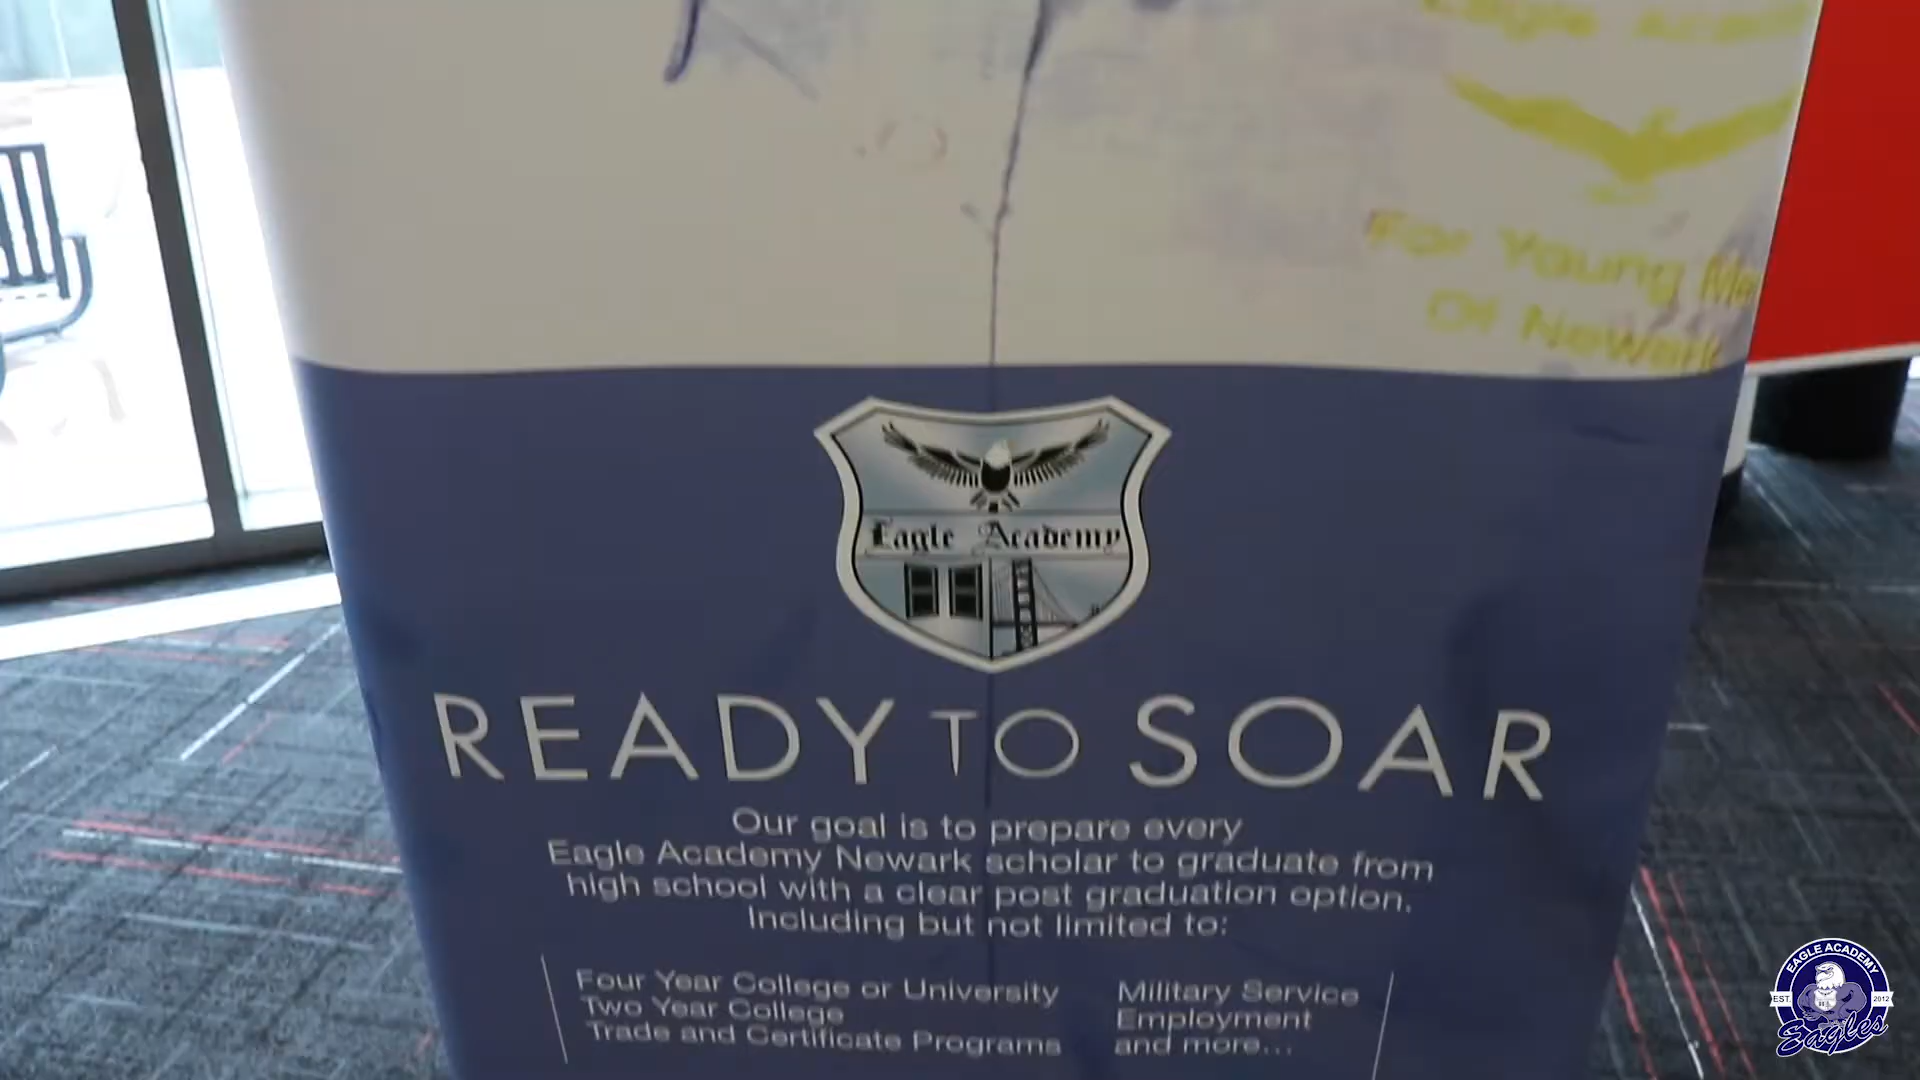 Eagle Acad
For Young Me
Of Newark
Eagle Academy
READY TO SOAR
Our goal is to prepare every
Eagle Academy Newark scholar to graduate from
high school with a clear post graduation option.
Including but not limited to:
Four Year College or University
Two Year College
Trade and Certificate Programs
Military Service
Employment
and more...
EAGLE ACADEMY
EST. 2012
Eagles